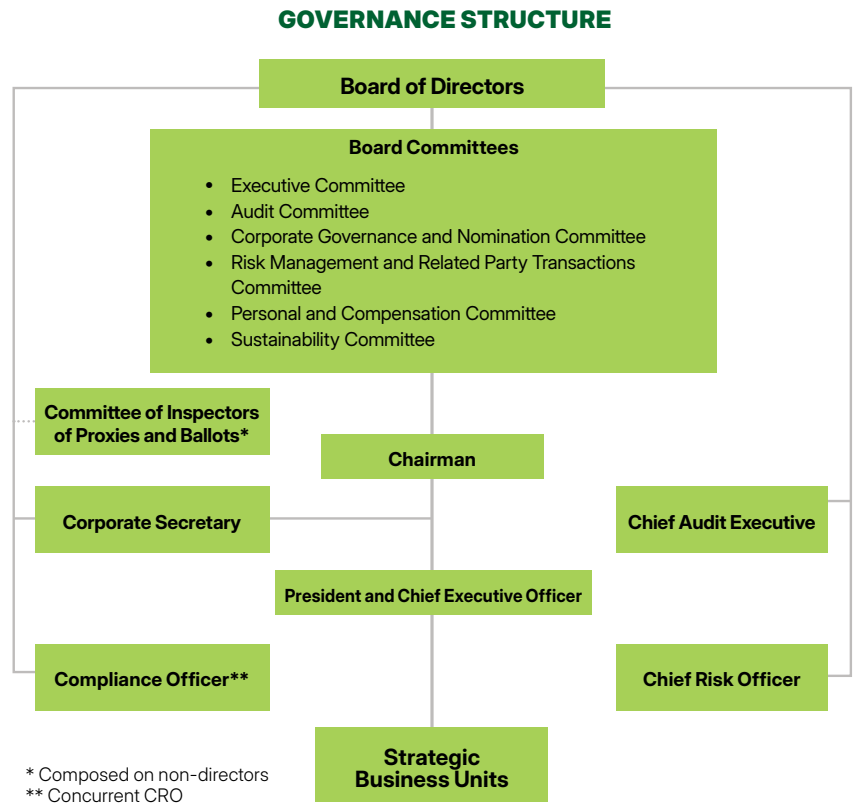 GOVERNANCE STRUCTURE
Board of Directors
Board Committees
• Executive Committee
• Audit Committee
• Corporate Governance and Nomination Committee
• Risk Management and Related Party Transactions
Committee
• Personal and Compensation Committee
• Sustainability Committee
Committee of Inspectors
of Proxies and Ballots*
Chairman
Corporate Secretary
Chief Audit Executive
President and Chief Executive Officer
Compliance Officer**
Chief Risk Officer
Strategic
Business Units
* Composed on non-directors
** Concurrent CRO